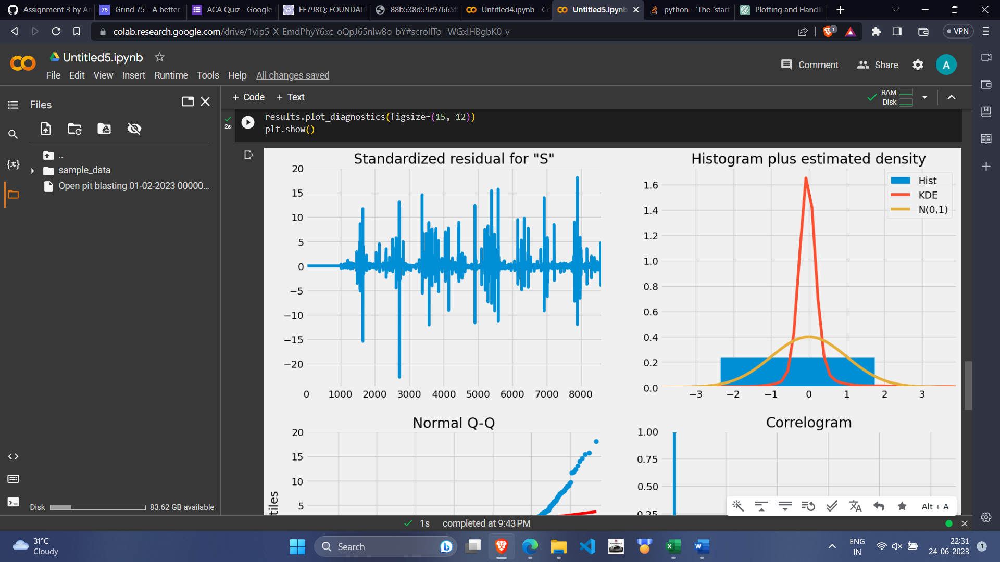 Assignment 3 by An
75 Grind 75 - A better
ACA Quiz - Google
EE798Q: FOUNDATI
88b538d59c97665f
Untitled4.ipynb - Co
Untitled5.ipynb
python - 'The `start`
Plotting and Handli
colab.research.google.com/drive/1vip5_X_EmdPhyY6xc_oQpJ65nlw8o_bY#scrollTo=WGxlHBgbK0_v
1
VPN
Untitled5.ipynb
File Edit View Insert Runtime Tools Help All changes saved
Comment Share A
Files
+ Code + Text
RAM
Disk
..
sample_data
Open pit blasting 01-02-2023 00000...
{x}
2s
results.plot_diagnostics(figsize=(15, 12))
plt.show()
Standardized residual for "S"
20
15
10
5
0
−5
−10
−15
−20
0 1000 2000 3000 4000 5000 6000 7000 8000
Histogram plus estimated density
Hist
KDE
N(0,1)
1.6
1.4
1.2
1.0
0.8
0.6
0.4
0.2
0.0
−3 −2 −1 0 1 2 3
Normal Q-Q
20
15
10
5
tiles
Correlogram
1.00
0.75
0.50
0.25
Alt + A
Disk 83.62 GB available
1s completed at 9:43 PM
31°C
Cloudy
Search
ENG
IN
22:31
24-06-2023
1